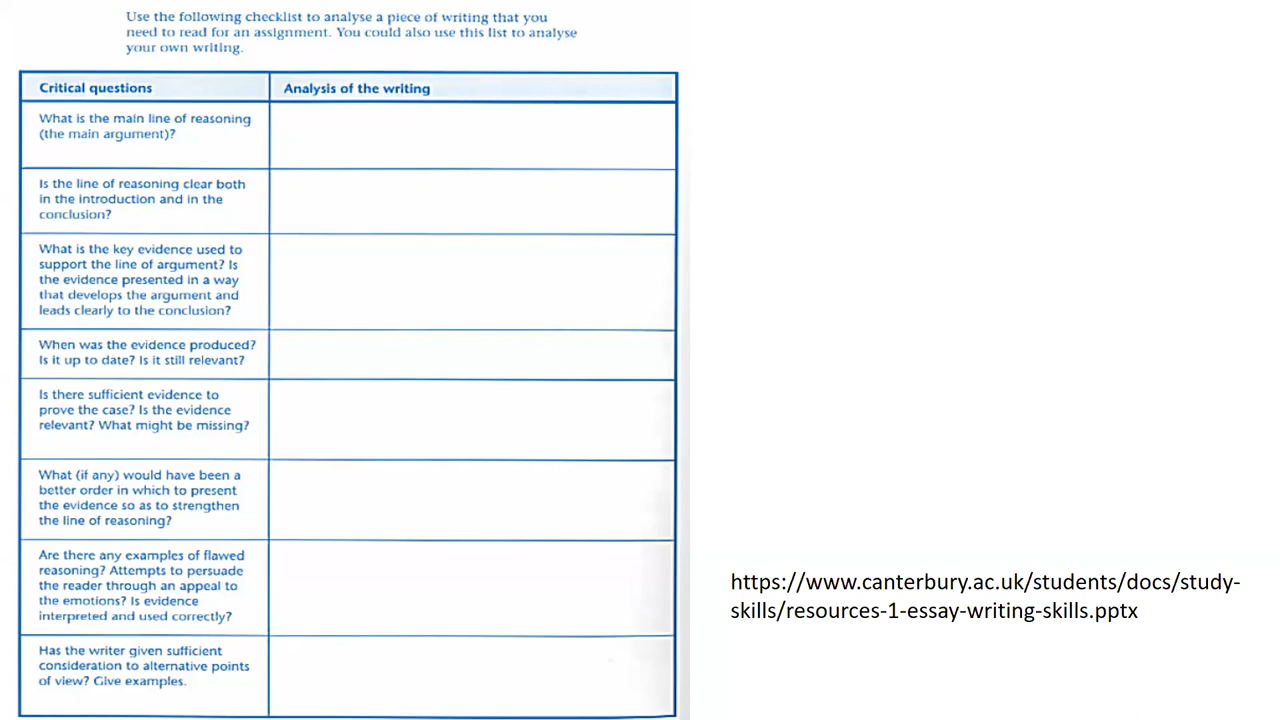 Use the following checklist to analyse a piece of writing that you
need to read for an assignment. You could also use this list to analyse
your own writing.
Critical questions
Analysis of the writing
What is the main line of reasoning
(the main argument)?
Is the line of reasoning clear both
in the introduction and in the
conclusion?
What is the key evidence used to
support the line of argument? Is
the evidence presented in a way
that develops the argument and
leads clearly to the conclusion?
When was the evidence produced?
Is it up to date? Is it still relevant?
Is there sufficient evidence to
prove the case? Is the evidence
relevant? What might be missing?
What (if any) would have been a
better order in which to present
the evidence so as to strengthen
the line of reasoning?
Are there any examples of flawed
reasoning? Attempts to persuade
the reader through an appeal to
the emotions? Is evidence
interpreted and used correctly?
Has the writer given sufficient
consideration to alternative points
of view? Give examples.
https://www.canterbury.ac.uk/students/docs/study-
skills/resources-1-essay-writing-skills.pptx